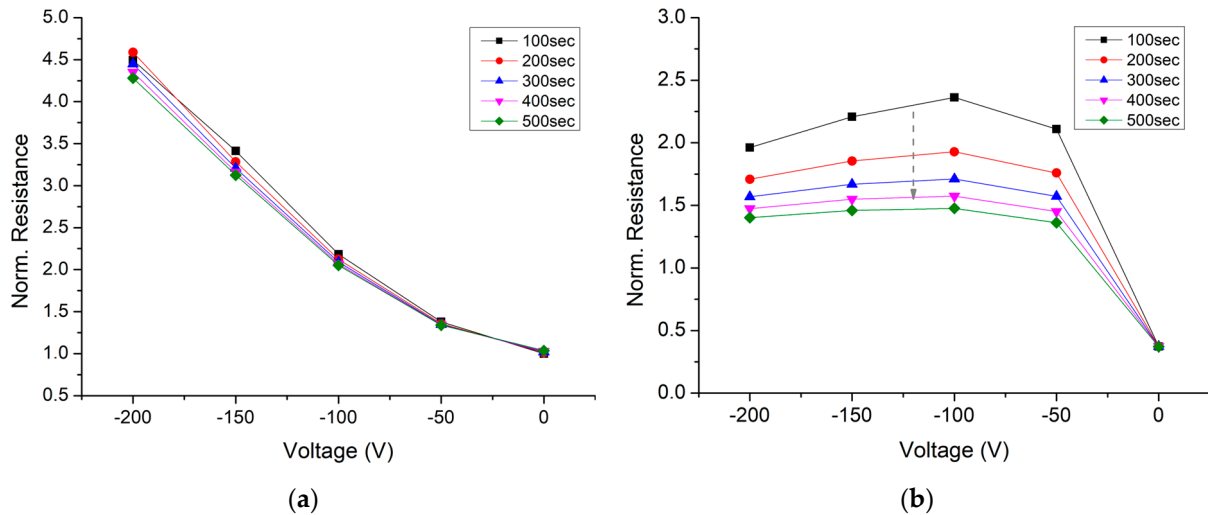 5.0
4.5
4.0
3.5
3.0
2.5
2.0
1.5
1.0
0.5
Norm. Resistance
100sec
200sec
300sec
400sec
500sec
-200 -150 -100 -50 0
Voltage (V)
(a)
3.0
2.5
2.0
1.5
1.0
0.5
0.0
Norm. Resistance
100sec
200sec
300sec
400sec
500sec
-200 -150 -100 -50 0
Voltage (V)
(b)